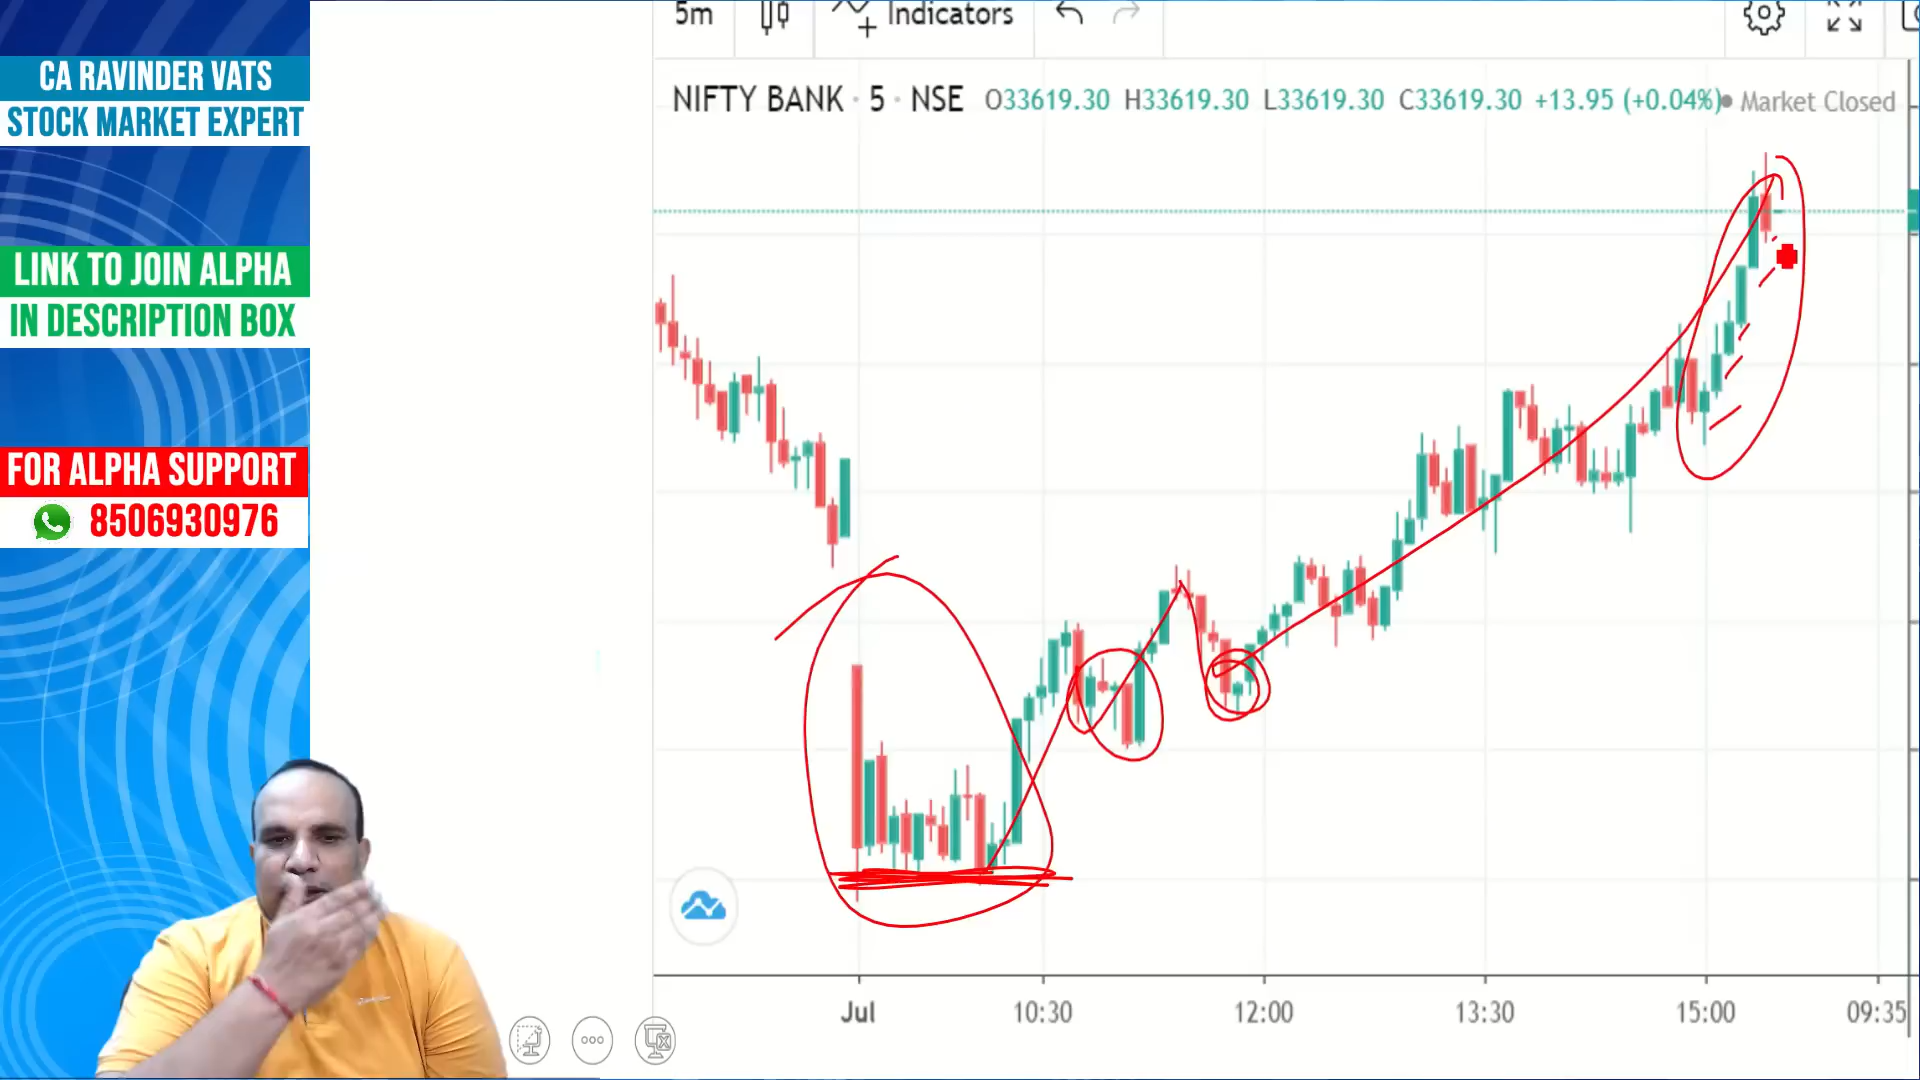 CA RAVINDER VATS
STOCK MARKET EXPERT
LINK TO JOIN ALPHA
IN DESCRIPTION BOX
FOR ALPHA SUPPORT
8506930976
5m
Indicators
NIFTY BANK · 5 · NSE O33619.30 H33619.30 L33619.30 C33619.30 +13.95 (+0.04%) Market Closed
Jul 10:30 12:00 13:30 15:00 09:35